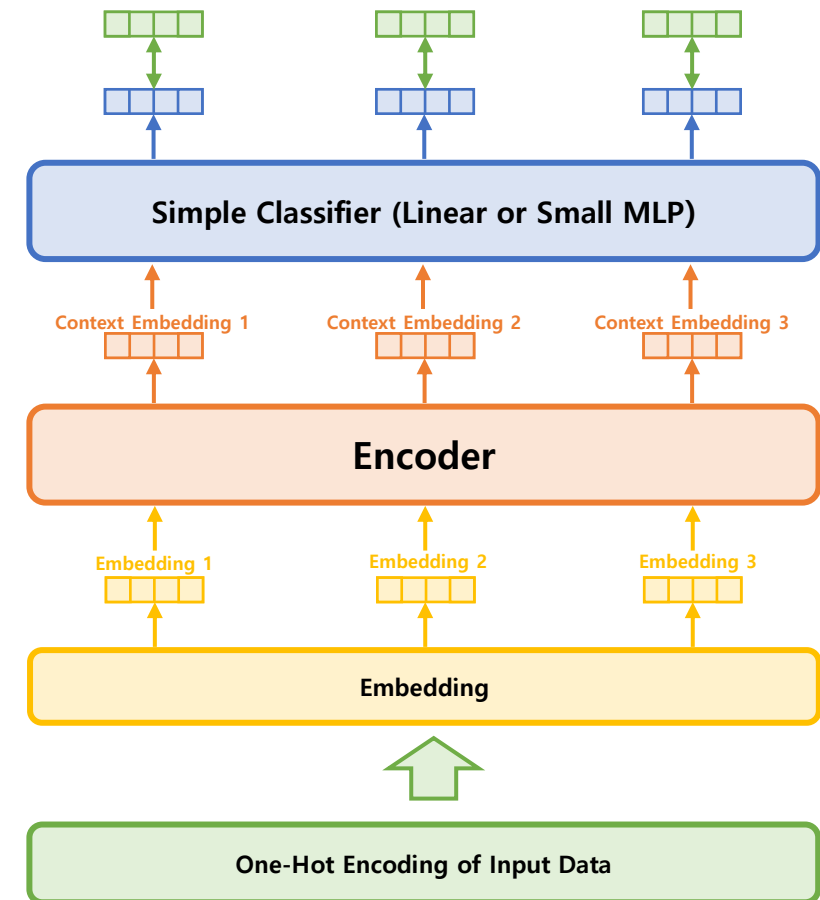 Simple Classifier (Linear or Small MLP)
Context Embedding 1
Context Embedding 2
Context Embedding 3
Encoder
Embedding 1
Embedding 2
Embedding 3
Embedding
One-Hot Encoding of Input Data